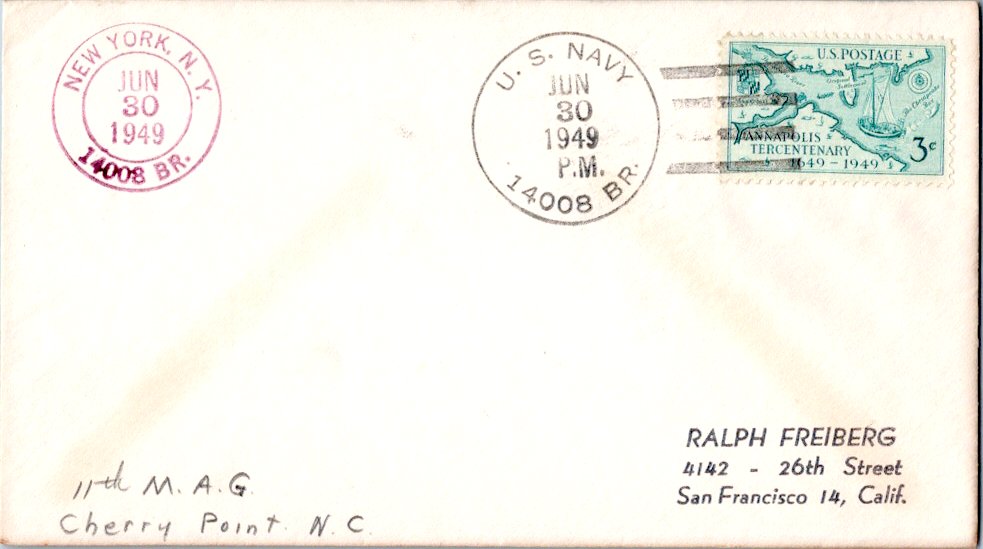 NEW YORK, N. Y.
JUN
30
1949
14008 BR.
U. S. NAVY
JUN
30
1949
P.M.
14008 BR.
U.S. POSTAGE
ANNAPOLIS
TERCENTENARY
1649 - 1949
3c
RALPH FREIBERG
4142 - 26th Street
San Francisco 14, Calif.
11th M. A. G.
Cherry Point. N. C.